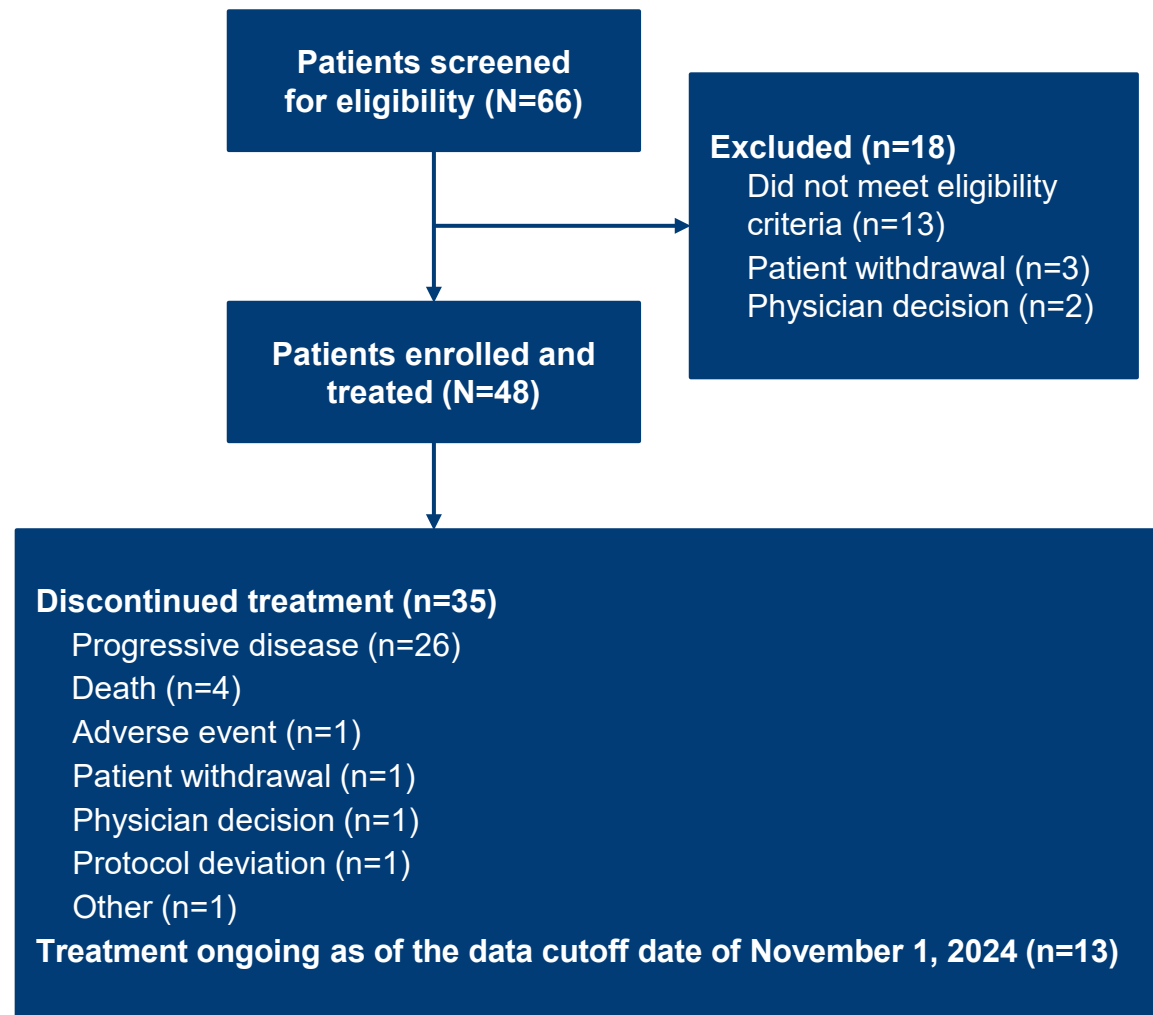 Patients screened
for eligibility (N=66)
Excluded (n=18)
Did not meet eligibility
criteria (n=13)
Patient withdrawal (n=3)
Physician decision (n=2)
Patients enrolled and
treated (N=48)
Discontinued treatment (n=35)
Progressive disease (n=26)
Death (n=4)
Adverse event (n=1)
Patient withdrawal (n=1)
Physician decision (n=1)
Protocol deviation (n=1)
Other (n=1)
Treatment ongoing as of the data cutoff date of November 1, 2024 (n=13)